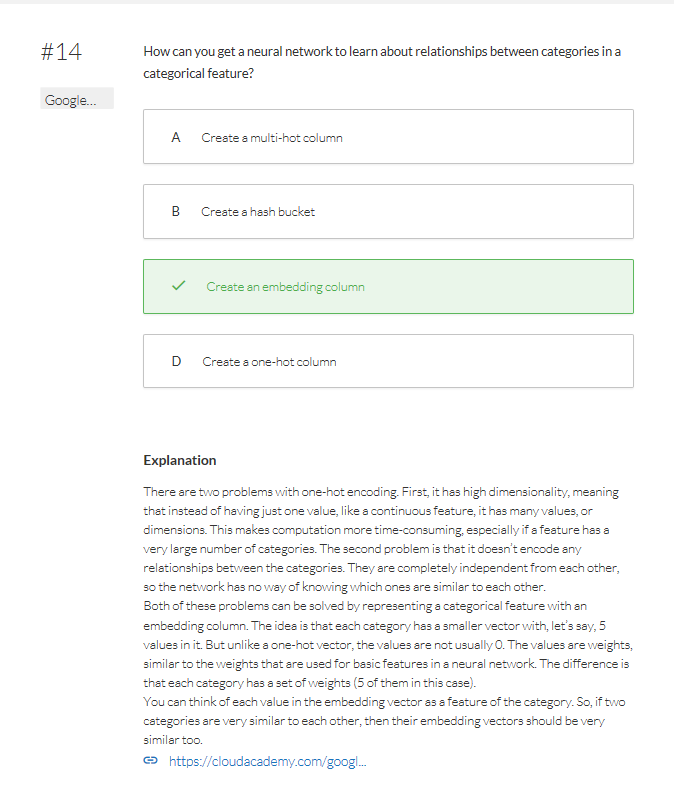 #14
How can you get a neural network to learn about relationships between categories in a
categorical feature?
Google...
A Create a multi-hot column
B Create a hash bucket
Create an embedding column
D Create a one-hot column
Explanation
There are two problems with one-hot encoding. First, it has high dimensionality, meaning
that instead of having just one value, like a continuous feature, it has many values, or
dimensions. This makes computation more time-consuming, especially if a feature has a
very large number of categories. The second problem is that it doesn't encode any
relationships between the categories. They are completely independent from each other,
so the network has no way of knowing which ones are similar to each other.
Both of these problems can be solved by representing a categorical feature with an
embedding column. The idea is that each category has a smaller vector with, let's say, 5
values in it. But unlike a one-hot vector, the values are not usually 0. The values are weights,
similar to the weights that are used for basic features in a neural network. The difference is
that each category has a set of weights (5 of them in this case).
You can think of each value in the embedding vector as a feature of the category. So, if two
categories are very similar to each other, then their embedding vectors should be very
similar too.
https://cloudacademy.com/googl...